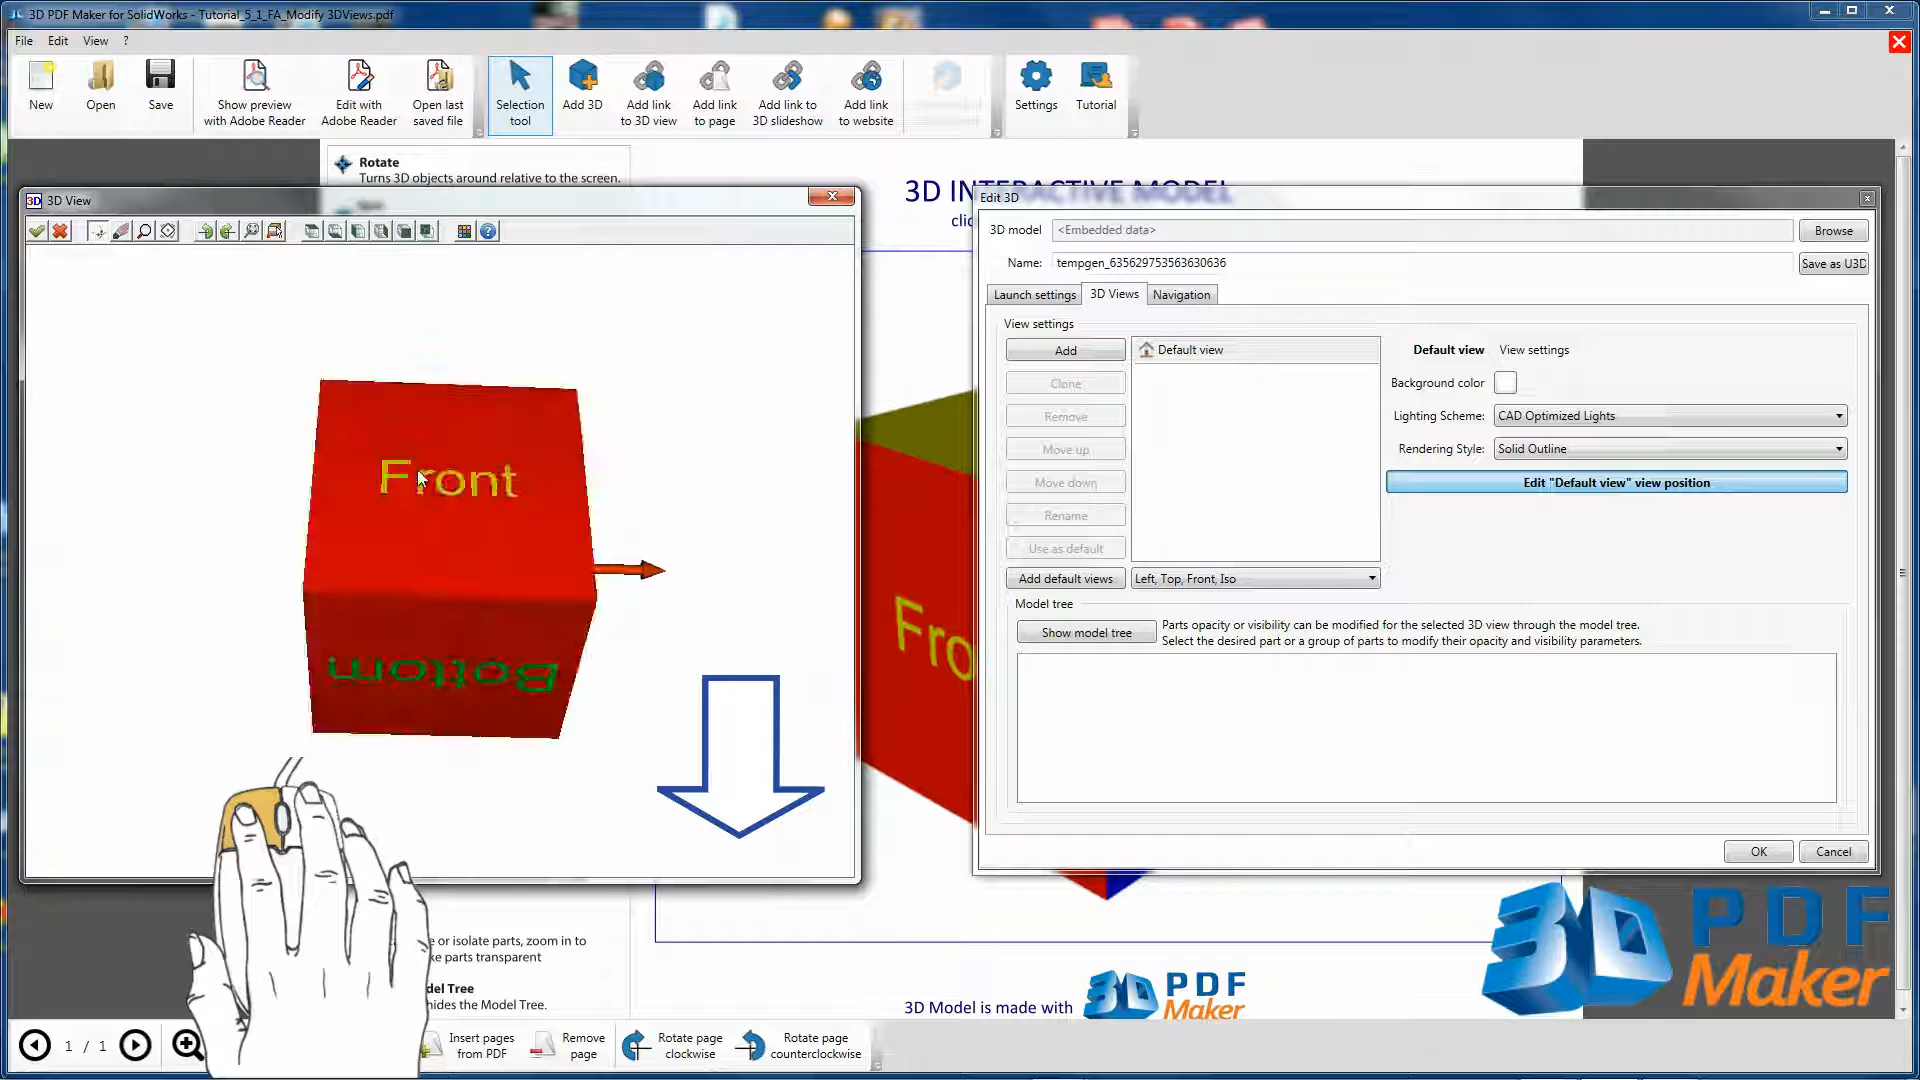 3D PDF Maker for SolidWorks - Tutorial_5_1_FA_Modify 3DViews.pdf
File Edit View ?
New
Open
Save
Show preview
with Adobe Reader
Edit with
Adobe Reader
Open last
saved file
Selection
tool
Add 3D
Add link
to 3D view
Add link
to page
Add link to
3D slideshow
Add link
to website
Settings
Tutorial
Rotate
Turns 3D objects around relative to the screen.
3D INTERACTIVE MODEL
clic
3D 3D View
Front
Bottom
Fro
Edit 3D
3D model <Embedded data> Browse
Name: tempgen_635629753563630636 Save as U3D
Launch settings 3D Views Navigation
View settings
Add
Clone
Remove
Move up
Move down
Rename
Use as default
Add default views
Default view
Left, Top, Front, Iso
Default view View settings
Background color
Lighting Scheme: CAD Optimized Lights
Rendering Style: Solid Outline
Edit "Default view" view position
Model tree
Show model tree
Parts opacity or visibility can be modified for the selected 3D view through the model tree.
Select the desired part or a group of parts to modify their opacity and visibility parameters.
OK Cancel
e or isolate parts, zoom in to
ke parts transparent
del Tree
hides the Model Tree.
3D Model is made with
3D PDF
Maker
3D PDF
Maker
1 / 1
Insert pages
from PDF
Remove
page
Rotate page
clockwise
Rotate page
counterclockwise